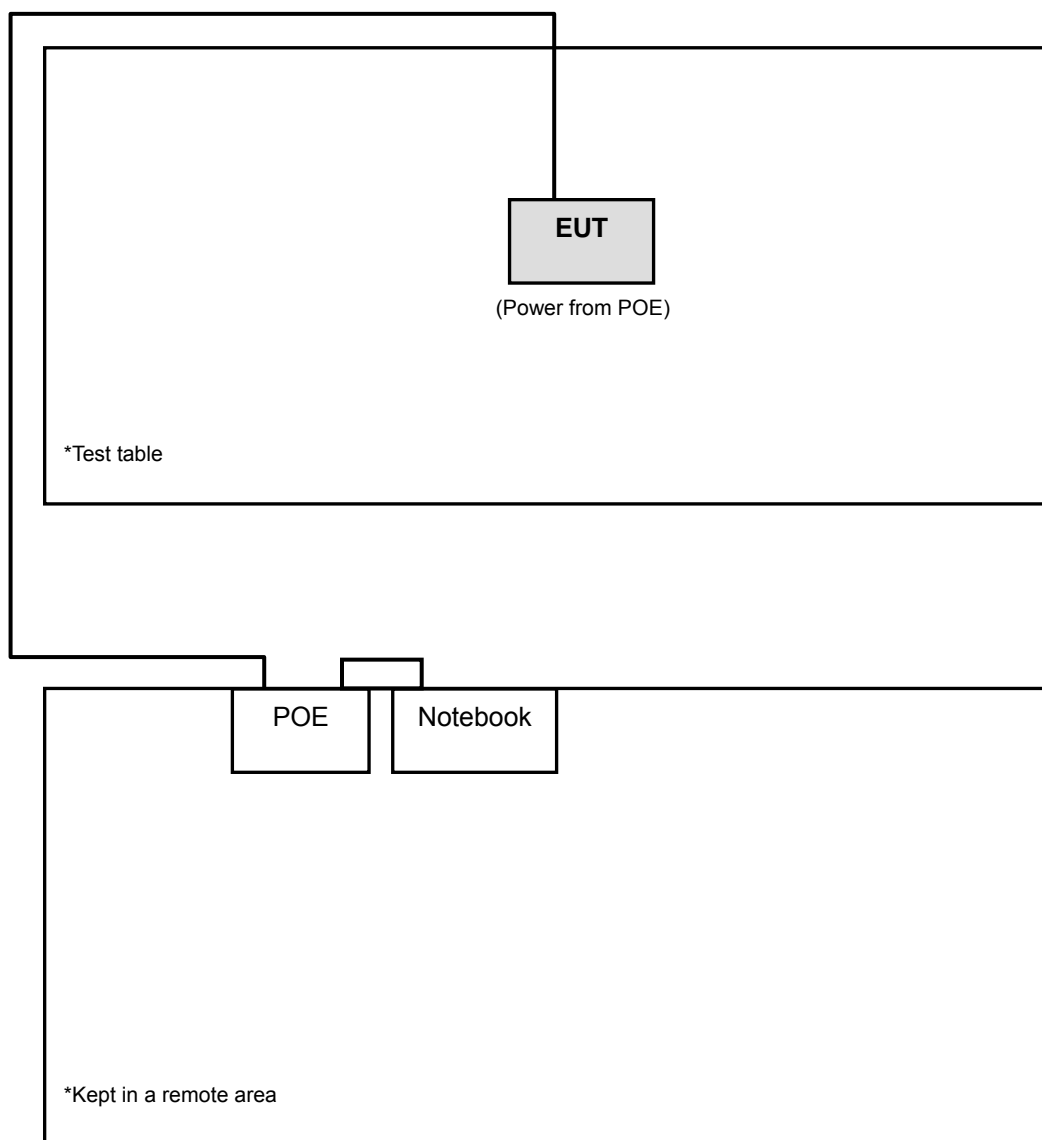 EUT
(Power from POE)
*Test table
POE
Notebook
*Kept in a remote area